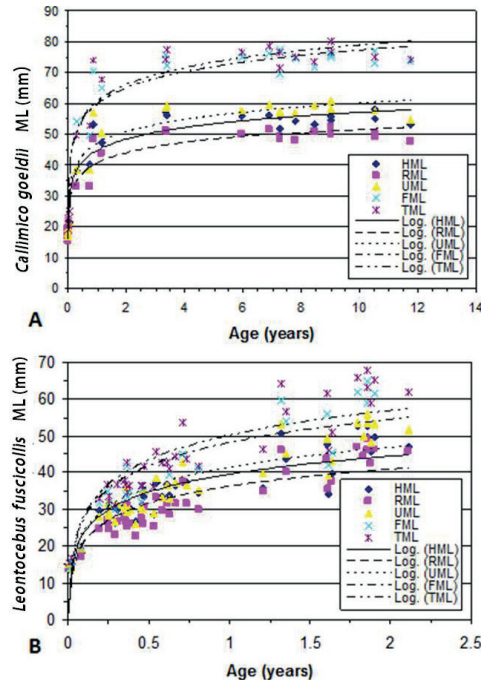 90
80
70
60
50
40
30
20
10
0
Callimico goeldii ML (mm)
HML
RML
UML
FML
TML
Log. (HML)
Log. (RML)
Log. (UML)
Log. (FML)
Log. (TML)
0 2 4 6 8 10 12 14
A
Age (years)
70
60
50
40
30
20
10
0
Leontocebus fuscicollis ML (mm)
HML
RML
UML
FML
TML
Log. (HML)
Log. (RML)
Log. (UML)
Log. (FML)
Log. (TML)
0 0.5 1 1.5 2 2.5
B
Age (years)